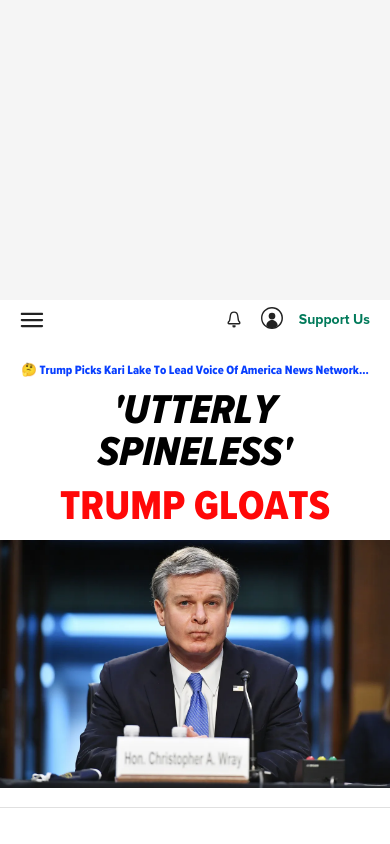 Support Us
🤔 Trump Picks Kari Lake To Lead Voice Of America News Network...
'UTTERLY
SPINELESS'
TRUMP GLOATS
Hon. Christopher A. Wray